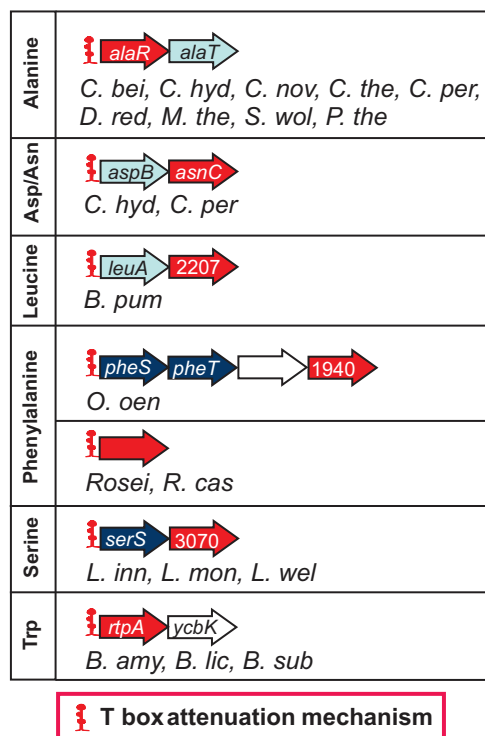 Alanine
alaR alaT
C. bei, C. hyd, C. nov, C. the, C. per,
D. red, M. the, S. wol, P. the
Asp/Asn
aspB asnC
C. hyd, C. per
Leucine
leuA 2207
B. pum
Phenylalanine
pheS pheT 1940
O. oen
Rosei, R. cas
Serine
serS 3070
L. inn, L. mon, L. wel
Trp
rtpA ycbK
B. amy, B. lic, B. sub
T box attenuation mechanism